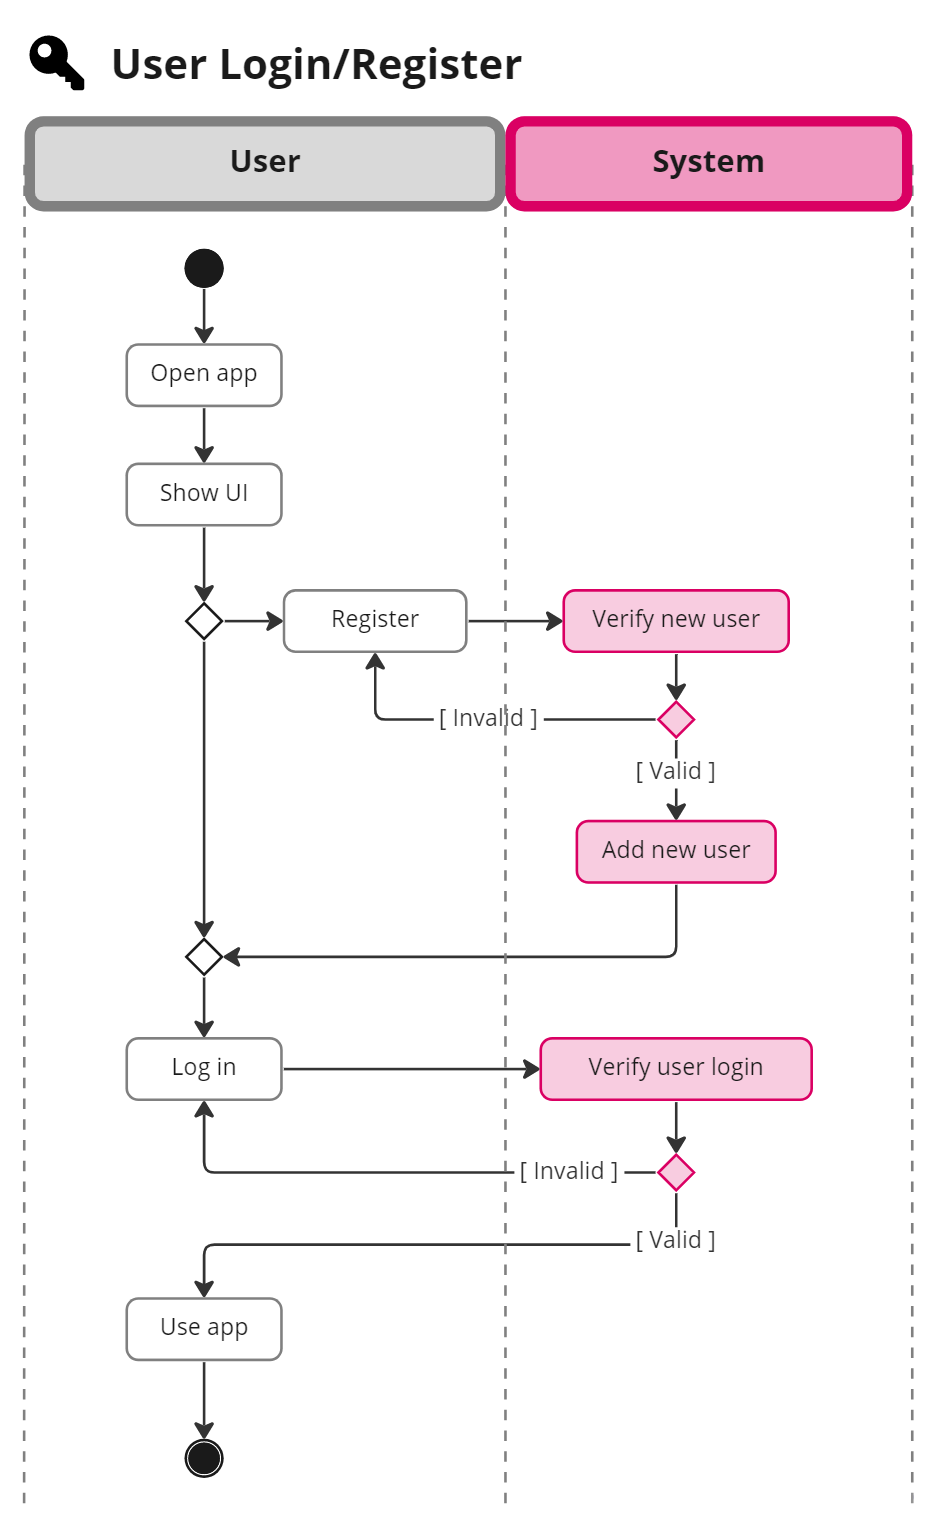 User Login/Register
User
System
Open app
Show UI
Register
Verify new user
[ Invalid ]
[ Valid ]
Add new user
Log in
Verify user login
[ Invalid ]
[ Valid ]
Use app